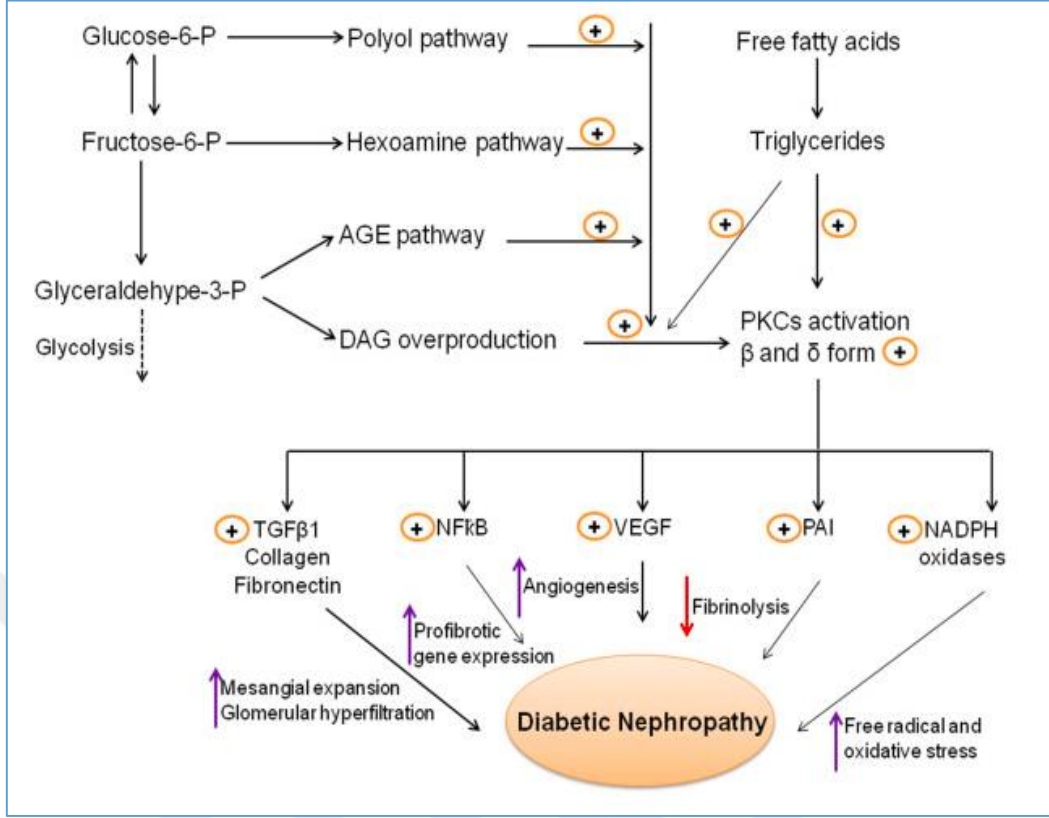 Glucose-6-P
Polyol pathway
+
Free fatty acids
Fructose-6-P
Hexoamine pathway
+
Triglycerides
AGE pathway
+
+
+
Glyceraldehype-3-P
Glycolysis
DAG overproduction
+
PKCs activation
β and δ form +
+ TGFβ1
Collagen
Fibronectin
+ NFƙB
+ VEGF
+ PAI
+ NADPH
oxidases
Angiogenesis
Fibrinolysis
Profibrotic
gene expression
Mesangial expansion
Glomerular hyperfiltration
Diabetic Nephropathy
Free radical and
oxidative stress